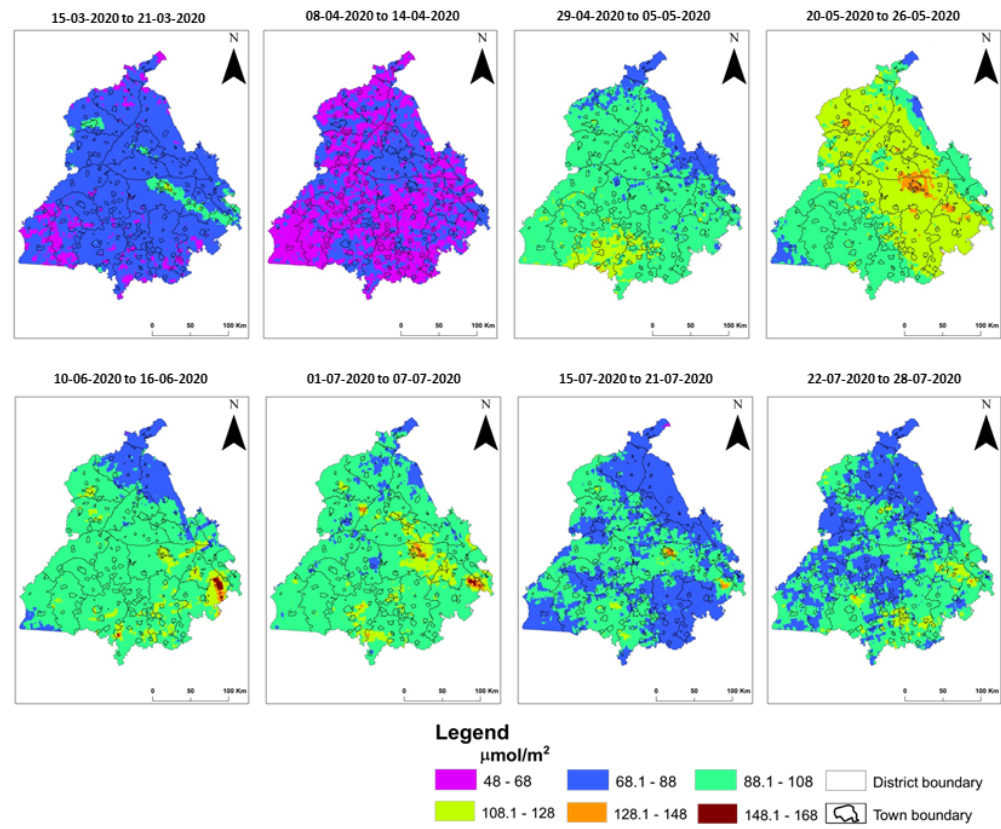 15-03-2020 to 21-03-2020
08-04-2020 to 14-04-2020
29-04-2020 to 05-05-2020
20-05-2020 to 26-05-2020
N
N
N
N
0 50 100 Km
0 50 100 Km
0 50 100 Km
0 50 100 Km
10-06-2020 to 16-06-2020
01-07-2020 to 07-07-2020
15-07-2020 to 21-07-2020
22-07-2020 to 28-07-2020
N
N
N
N
0 50 100 Km
0 50 100 Km
0 50 100 Km
0 50 100 Km
Legend
μmol/m²
48 - 68
68.1 - 88
88.1 - 108
District boundary
108.1 - 128
128.1 - 148
148.1 - 168
Town boundary